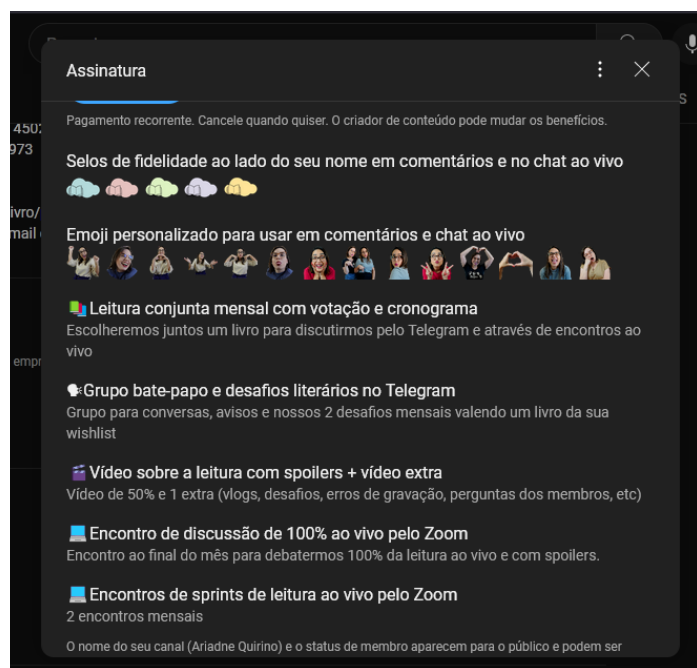 Assinatura
450
973
S
Pagamento recorrente. Cancele quando quiser. O criador de conteúdo pode mudar os benefícios.
Selos de fidelidade ao lado do seu nome em comentários e no chat ao vivo
ivro/
mail
Emoji personalizado para usar em comentários e chat ao vivo
Leitura conjunta mensal com votação e cronograma
Escolheremos juntos um livro para discutirmos pelo Telegram e através de encontros ao
vivo
empr
Grupo bate-papo e desafios literários no Telegram
Grupo para conversas, avisos e nossos 2 desafios mensais valendo um livro da sua
wishlist
Vídeo sobre a leitura com spoilers + vídeo extra
Vídeo de 50% e 1 extra (vlogs, desafios, erros de gravação, perguntas dos membros, etc)
Encontro de discussão de 100% ao vivo pelo Zoom
Encontro ao final do mês para debatermos 100% da leitura ao vivo e com spoilers.
Encontros de sprints de leitura ao vivo pelo Zoom
2 encontros mensais
O nome do seu canal (Ariadne Quirino) e o status de membro aparecem para o público e podem ser